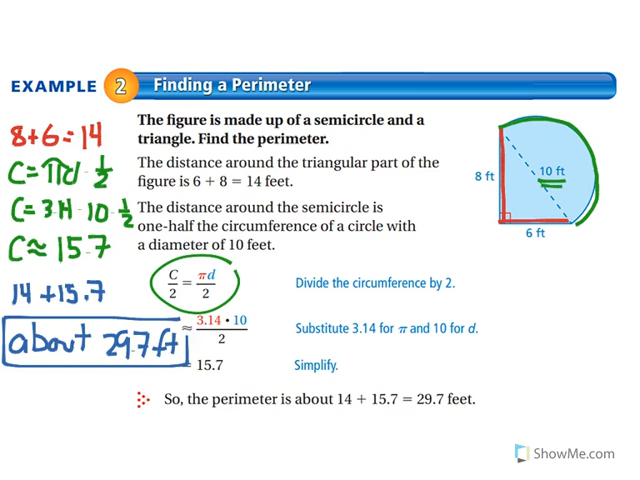 EXAMPLE 2 Finding a Perimeter
The figure is made up of a semicircle and a
triangle. Find the perimeter.
The distance around the triangular part of the
figure is 6 + 8 = 14 feet.
The distance around the semicircle is
one-half the circumference of a circle with
a diameter of 10 feet.
C/2 = πd/2 Divide the circumference by 2.
≈ 3.14 • 10/2 Substitute 3.14 for π and 10 for d.
= 15.7 Simplify.
So, the perimeter is about 14 + 15.7 = 29.7 feet.
8+6=14
C=πd · 1/2
C=3.14 · 10 · 1/2
C≈15.7
14+15.7
about 29.7 ft
8 ft
10 ft
6 ft
ShowMe.com